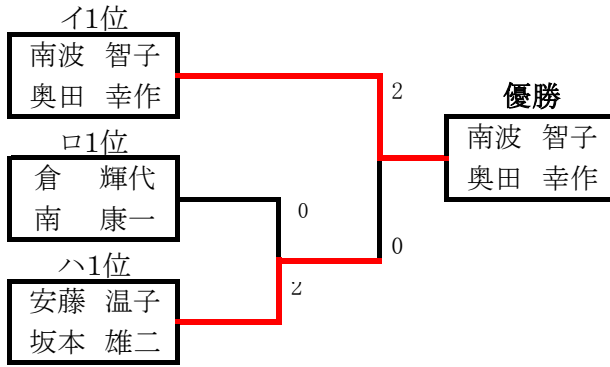 イ1位
南波 智子
奥田 幸作
2
優勝
南波 智子
奥田 幸作
ロ1位
倉 輝代
南 康一
0
0
ハ1位
安藤 温子
坂本 雄二
2